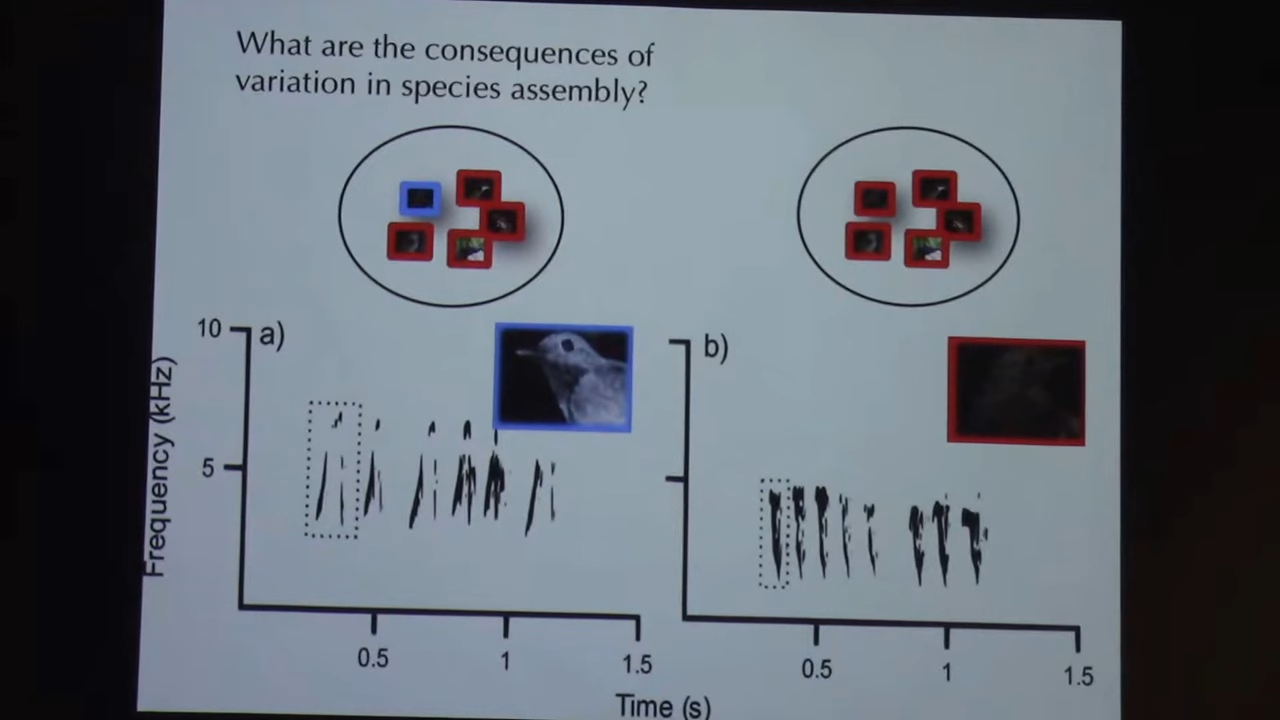 What are the consequences of
variation in species assembly?
10
a)
b)
5
Frequency (kHz)
0.5
1
1.5
0.5
1
1.5
Time (s)